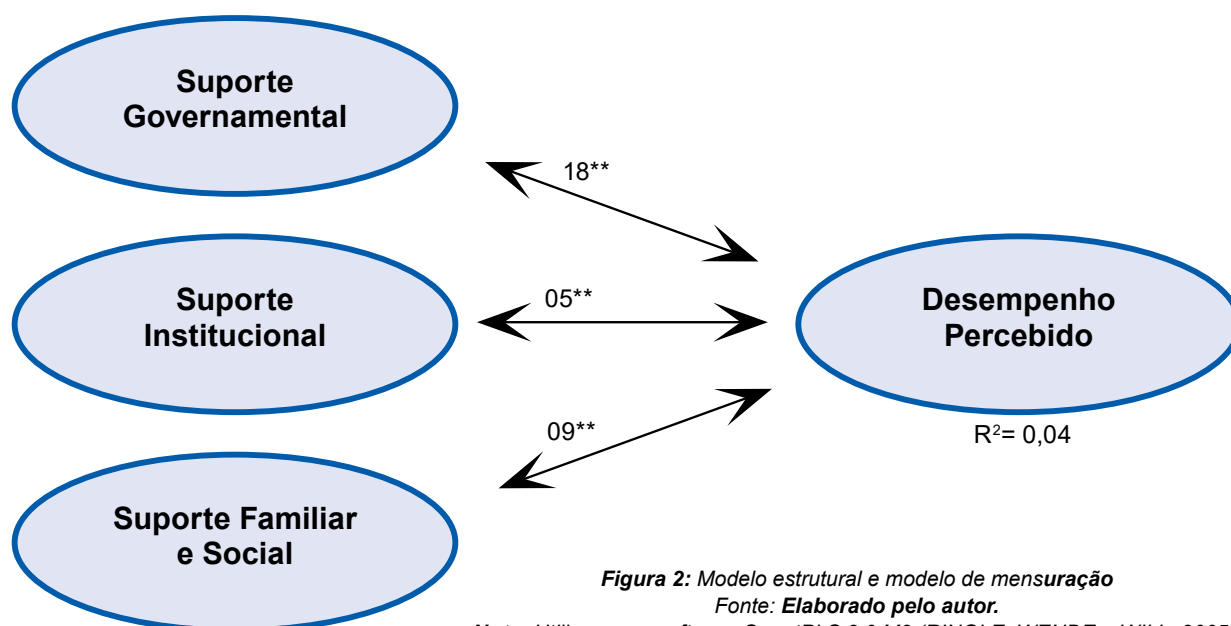 Suporte
Governamental
18**
Suporte
Institucional
05**
Desempenho
Percebido
R²= 0,04
09**
Suporte Familiar
e Social
Figura 2: Modelo estrutural e modelo de mensuração
Fonte: Elaborado pelo autor.